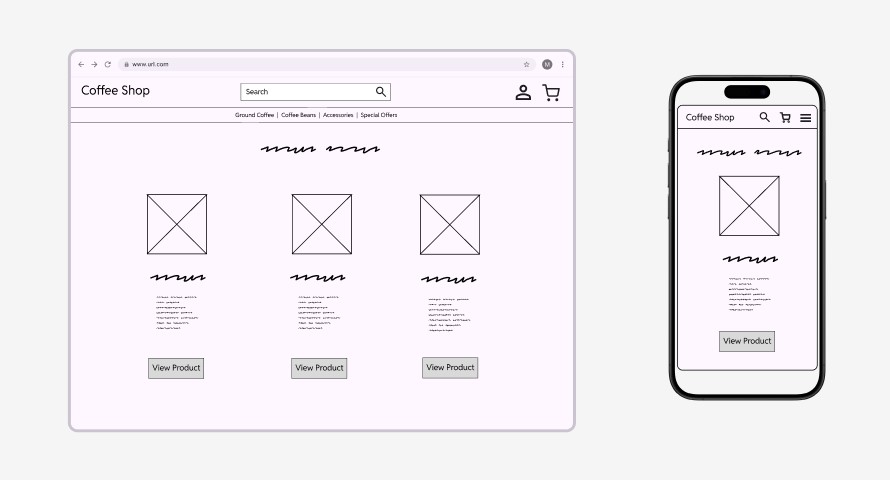 www.url.com
M
Coffee Shop
Search
Ground Coffee | Coffee Beans | Accessories | Special Offers
View Product
View Product
View Product
Coffee Shop
View Product